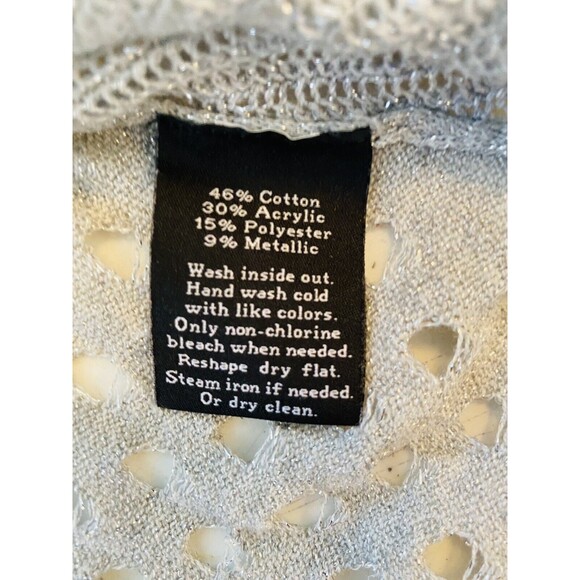 46% Cotton
30% Acrylic
15% Polyester
9% Metallic
Wash inside out.
Hand wash cold
with like colors.
Only non-chlorine
bleach when needed.
Reshape dry flat.
Steam iron if needed.
Or dry clean.